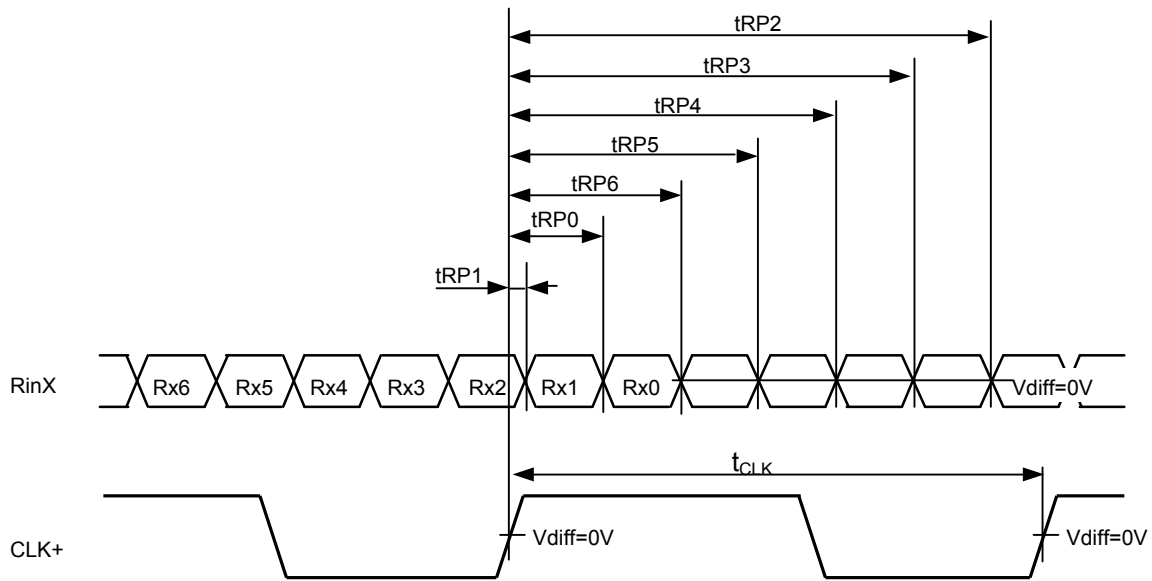 tRP2
tRP3
tRP4
tRP5
tRP6
tRP0
tRP1
RinX Rx6 Rx5 Rx4 Rx3 Rx2 Rx1 Rx0 Vdiff=0V
tCLK
CLK+ Vdiff=0V Vdiff=0V